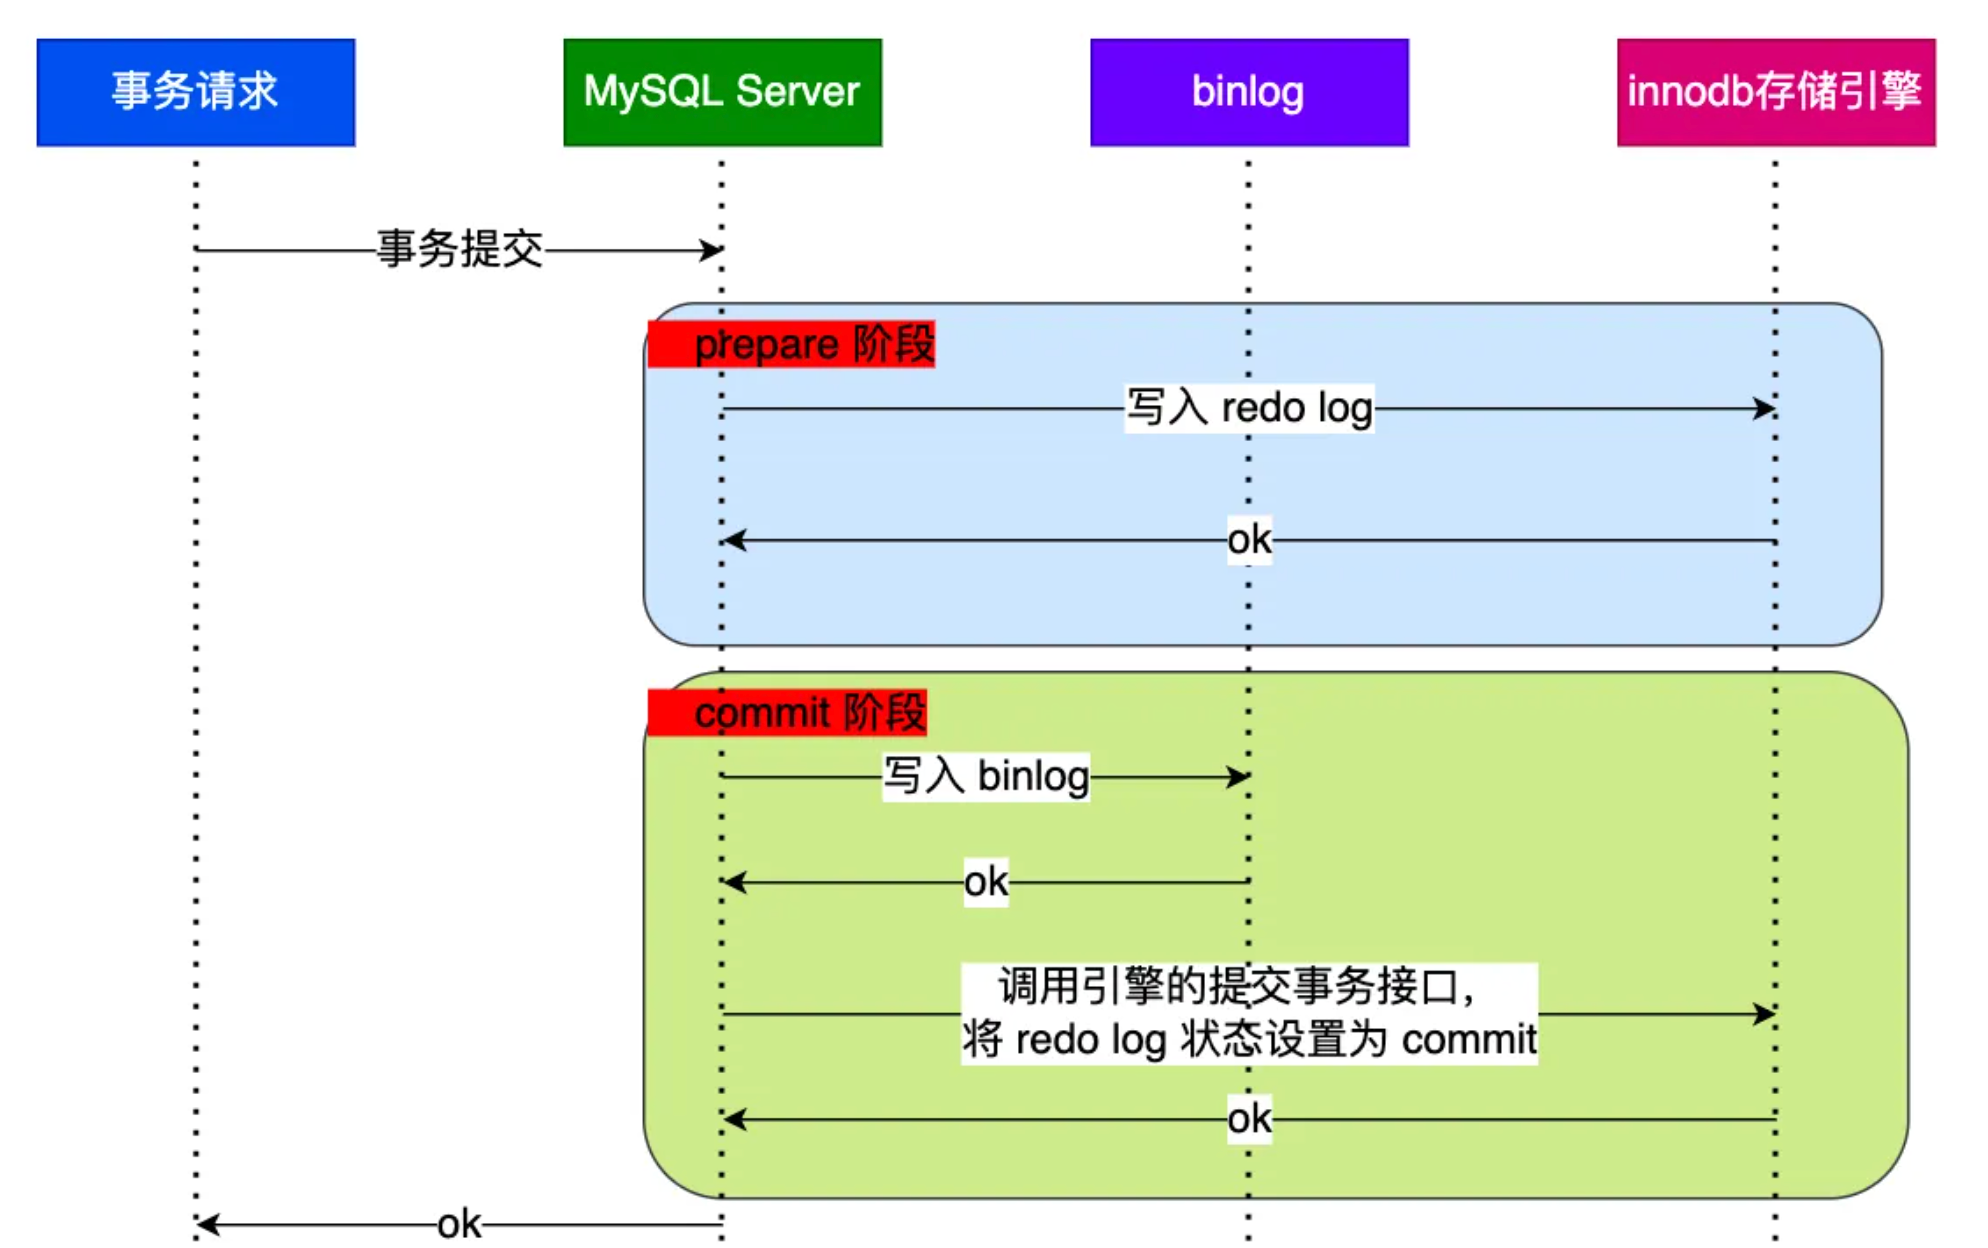 事务请求
MySQL Server
binlog
innodb存储引擎
事务提交
prepare 阶段
写入 redo log
ok
commit 阶段
写入 binlog
ok
调用引擎的提交事务接口，
将 redo log 状态设置为 commit
ok
ok